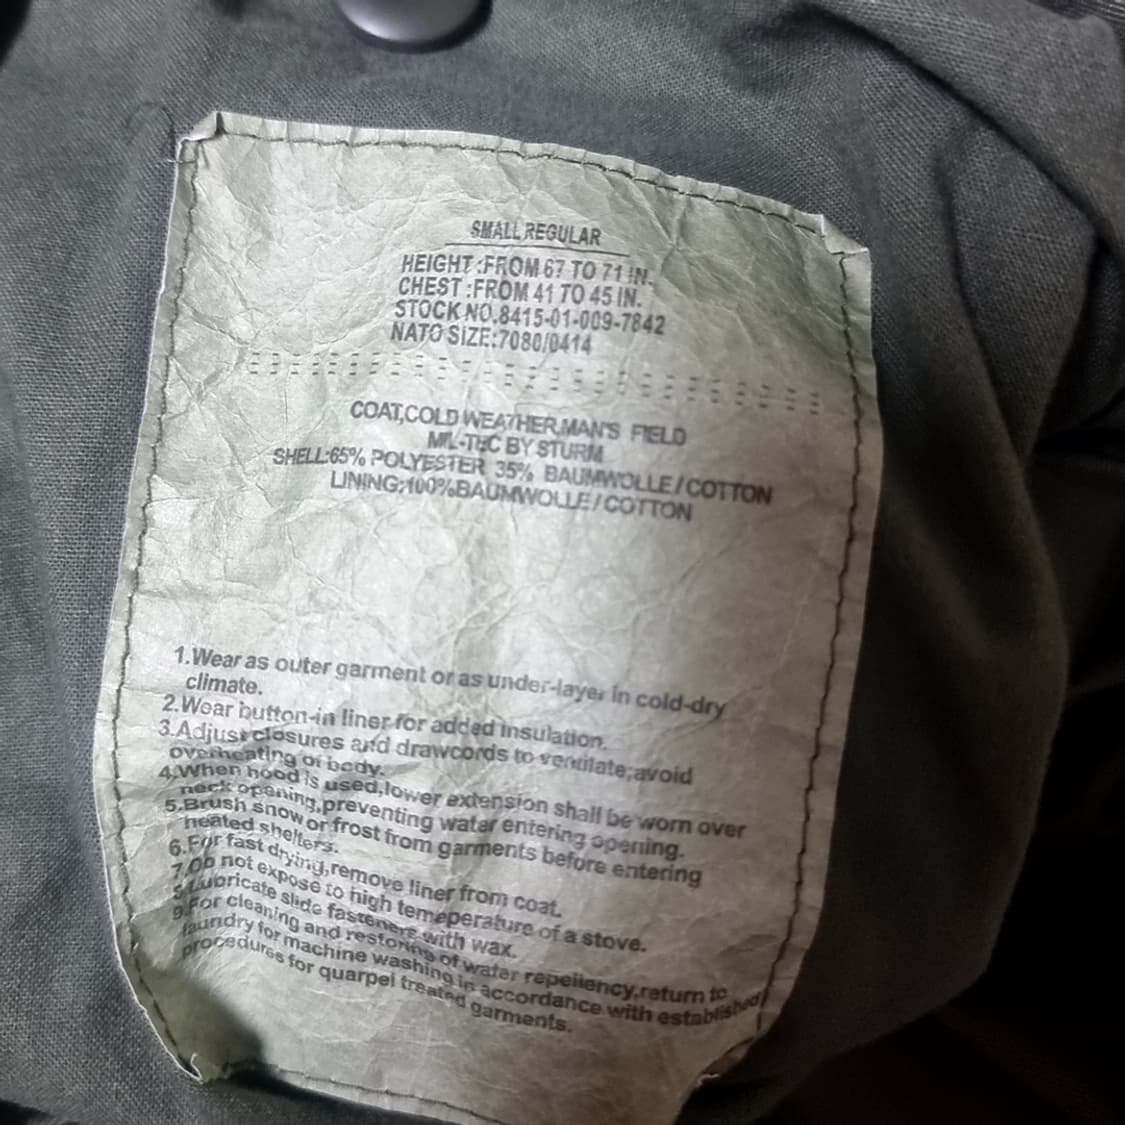 SMALL REGULAR
HEIGHT :FROM 67 TO 71 IN.
CHEST :FROM 41 TO 45 IN.
STOCK NO.8415-01-009-7842
NATO SIZE:7080/0414
COAT,COLD WEATHER,MAN'S FIELD
MIL-TEC BY STURM
SHELL:65% POLYESTER 35% BAUMWOLLE/COTTON
LINING:100%BAUMWOLLE/COTTON
1.Wear as outer garment or as under-layer in cold-dry
climate.
2.Wear button-in liner for added insulation.
3.Adjust closures and drawcords to ventilate;avoid
overheating of body.
4.When hood is used,lower extension shall be worn over
neck opening,preventing water entering opening.
5.Brush snow or frost from garments before entering
heated shelters.
6.For fast drying,remove liner from coat.
7.Do not expose to high temeperature of a stove.
8.Lubricate slide fasteners with wax.
9.For cleaning and restoring of water repellency,return to
laundry for machine washing in accordance with established
procedures for quarpel treated garments.